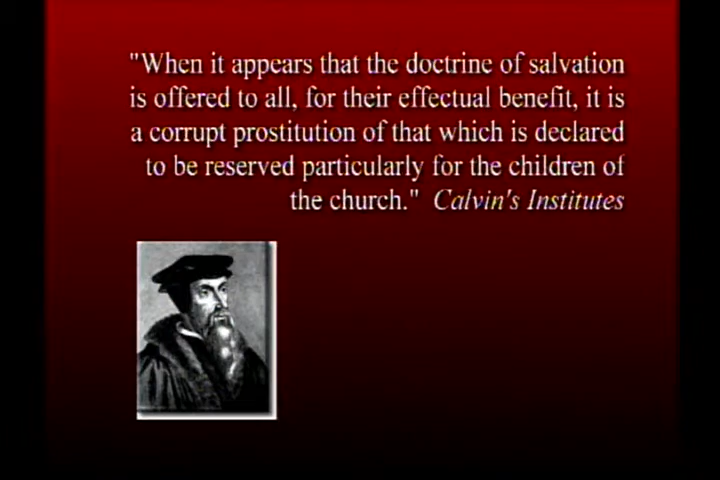 "When it appears that the doctrine of salvation
is offered to all, for their effectual benefit, it is
a corrupt prostitution of that which is declared
to be reserved particularly for the children of
the church." Calvin's Institutes